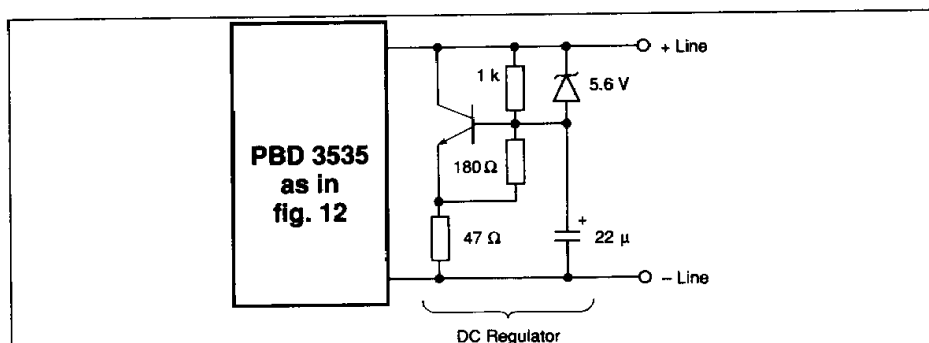 + Line
1 k
5.6 V
PBD 3535
as in
fig. 12
180 Ω
47 Ω
+
22 μ
– Line
DC Regulator